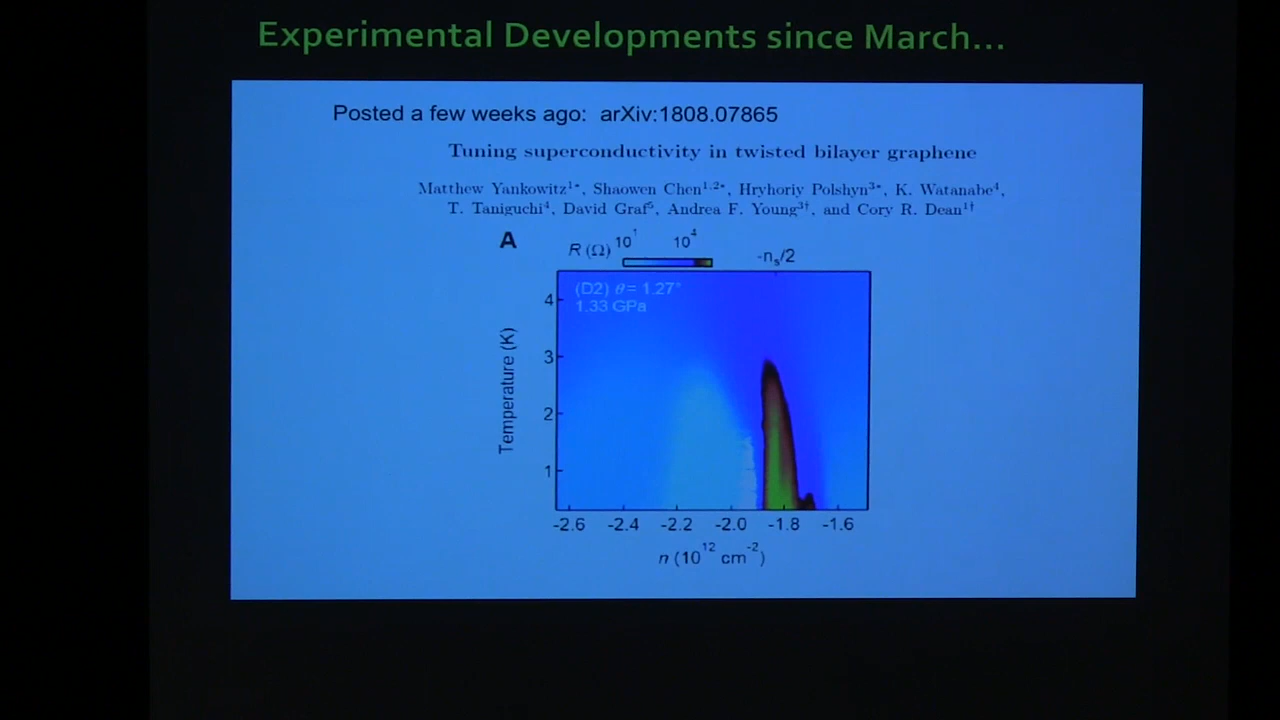 Experimental Developments since March...
Posted a few weeks ago: arXiv:1808.07865
Tuning superconductivity in twisted bilayer graphene
Matthew Yankowitz¹*, Shaowen Chen¹,²*, Hryhoriy Polshyn³*, K. Watanabe⁴,
T. Taniguchi⁴, David Graf⁵, Andrea F. Young³†, and Cory R. Dean¹†
A
R (Ω) 10¹ 10⁴ -nₛ/2
(D2) θ = 1.27°
1.33 GPa
Temperature (K)
4
3
2
1
-2.6 -2.4 -2.2 -2.0 -1.8 -1.6
n (10¹² cm⁻²)